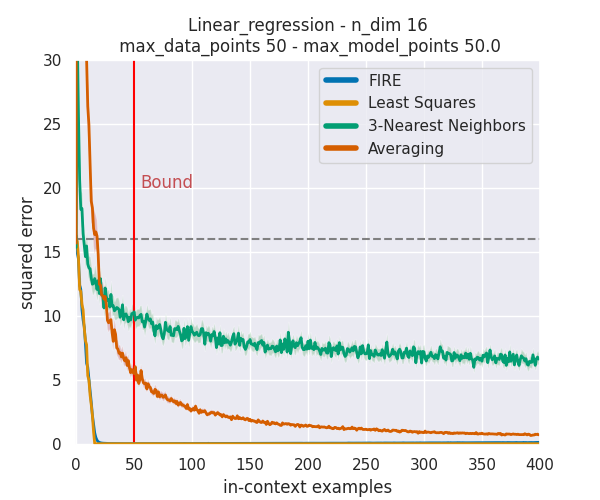 Linear_regression - n_dim 16
max_data_points 50 - max_model_points 50.0
30
25
20
15
10
5
0
squared error
FIRE
Least Squares
3-Nearest Neighbors
Averaging
Bound
0 50 100 150 200 250 300 350 400
in-context examples